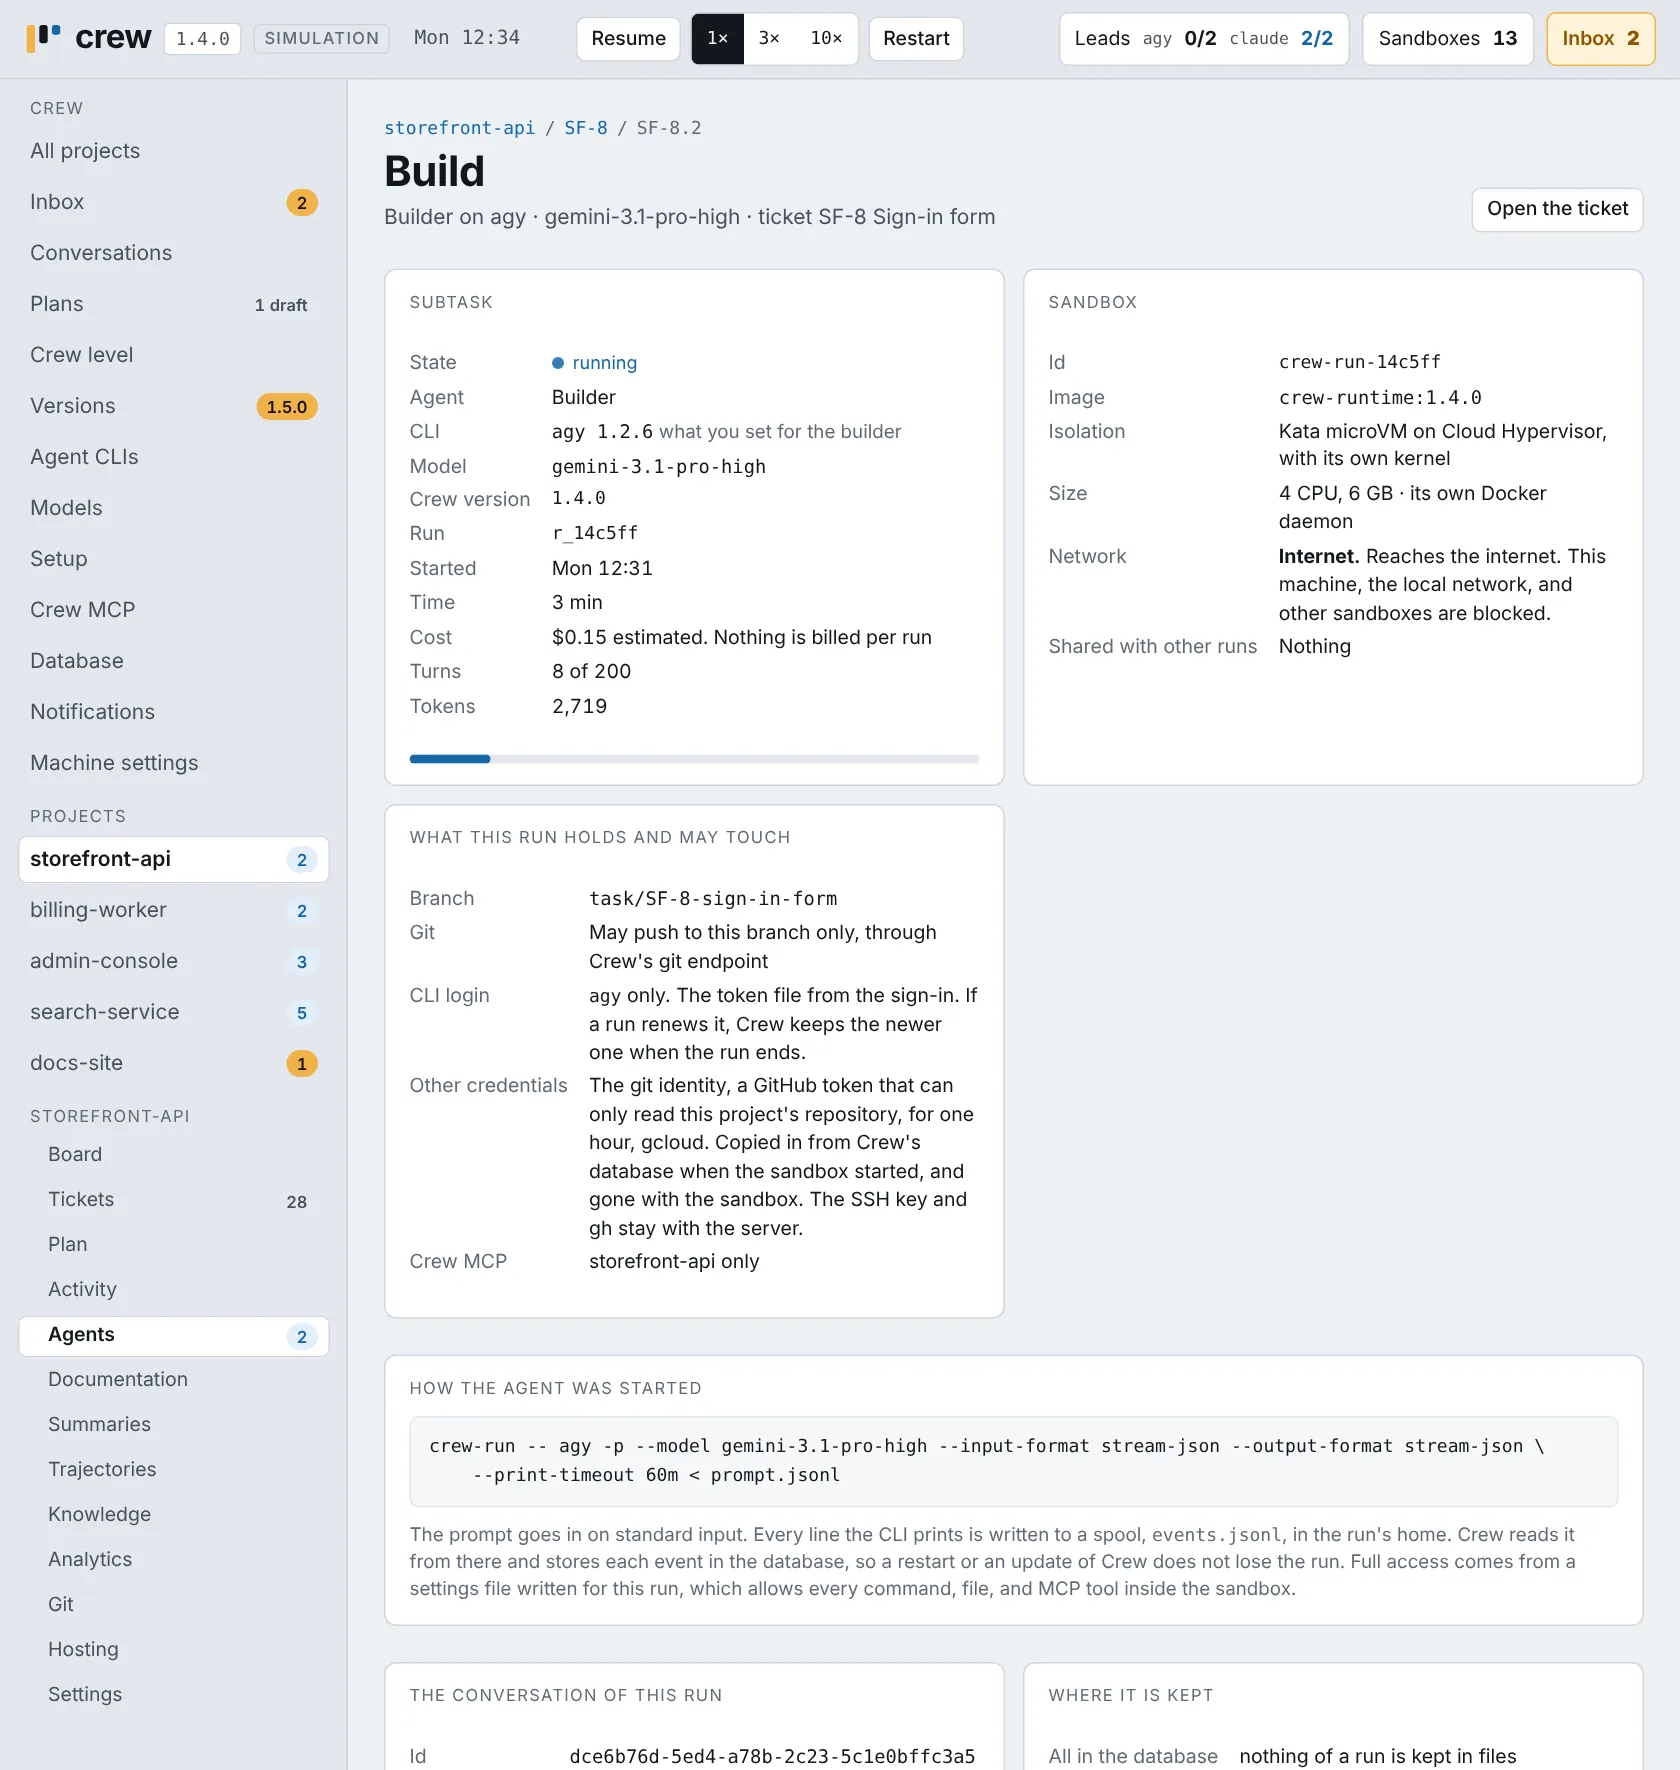 crew 1.4.0 SIMULATION Mon 12:34 Resume 1× 3× 10× Restart Leads agy 0/2 claude 2/2 Sandboxes 13 Inbox 2
CREW
All projects
Inbox 2
Conversations
Plans 1 draft
Crew level
Versions 1.5.0
Agent CLIs
Models
Setup
Crew MCP
Database
Notifications
Machine settings
PROJECTS
storefront-api 2
billing-worker 2
admin-console 3
search-service 5
docs-site 1
STOREFRONT-API
Board
Tickets 28
Plan
Activity
Agents 2
Documentation
Summaries
Trajectories
Knowledge
Analytics
Git
Hosting
Settings
storefront-api / SF-8 / SF-8.2
Build
Builder on agy · gemini-3.1-pro-high · ticket SF-8 Sign-in form
Open the ticket
SUBTASK
State running
Agent Builder
CLI agy 1.2.6 what you set for the builder
Model gemini-3.1-pro-high
Crew version 1.4.0
Run r_14c5ff
Started Mon 12:31
Time 3 min
Cost $0.15 estimated. Nothing is billed per run
Turns 8 of 200
Tokens 2,719
SANDBOX
Id crew-run-14c5ff
Image crew-runtime:1.4.0
Isolation Kata microVM on Cloud Hypervisor,
with its own kernel
Size 4 CPU, 6 GB · its own Docker
daemon
Network Internet. Reaches the internet. This
machine, the local network, and
other sandboxes are blocked.
Shared with other runs Nothing
WHAT THIS RUN HOLDS AND MAY TOUCH
Branch task/SF-8-sign-in-form
Git May push to this branch only, through
Crew's git endpoint
CLI login agy only. The token file from the sign-in. If
a run renews it, Crew keeps the newer
one when the run ends.
Other credentials The git identity, a GitHub token that can
only read this project's repository, for one
hour, gcloud. Copied in from Crew's
database when the sandbox started, and
gone with the sandbox. The SSH key and
gh stay with the server.
Crew MCP storefront-api only
HOW THE AGENT WAS STARTED
crew-run -- agy -p --model gemini-3.1-pro-high --input-format stream-json --output-format stream-json \
--print-timeout 60m < prompt.jsonl
The prompt goes in on standard input. Every line the CLI prints is written to a spool, events.jsonl, in the run's home. Crew reads it
from there and stores each event in the database, so a restart or an update of Crew does not lose the run. Full access comes from a
settings file written for this run, which allows every command, file, and MCP tool inside the sandbox.
THE CONVERSATION OF THIS RUN
Id dce6b76d-5ed4-a78b-2c23-5c1e0bffc3a5
WHERE IT IS KEPT
All in the database nothing of a run is kept in files